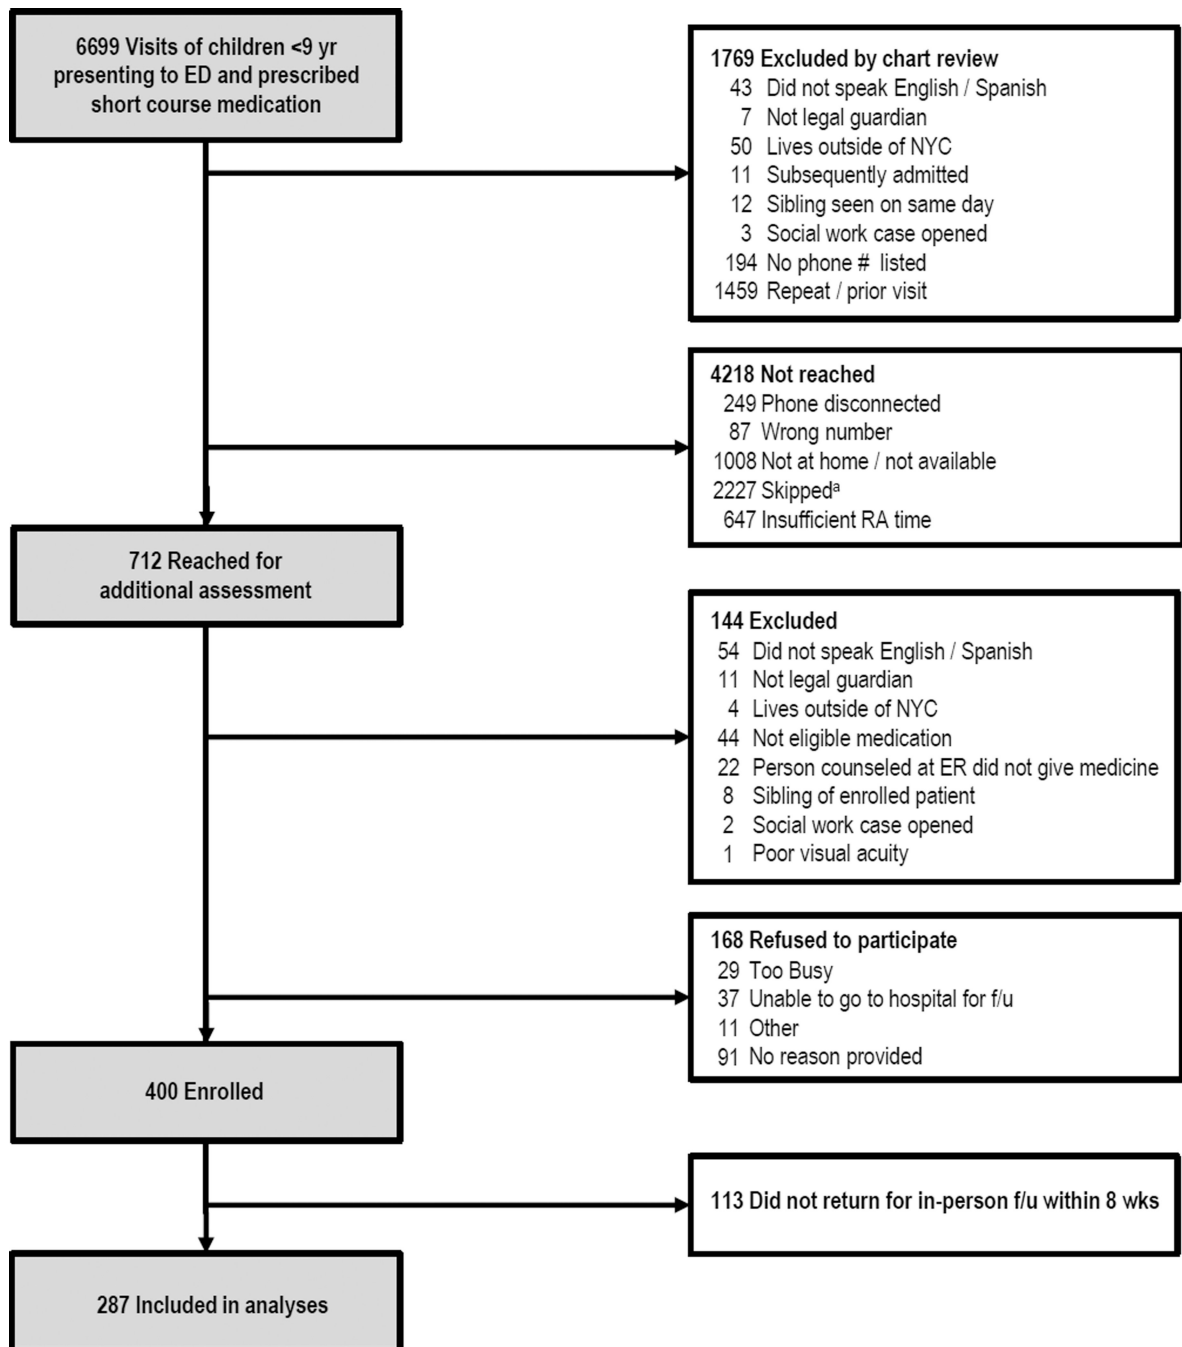 6699 Visits of children <9 yr
presenting to ED and prescribed
short course medication
1769 Excluded by chart review
43 Did not speak English / Spanish
7 Not legal guardian
50 Lives outside of NYC
11 Subsequently admitted
12 Sibling seen on same day
3 Social work case opened
194 No phone # listed
1459 Repeat / prior visit
4218 Not reached
249 Phone disconnected
87 Wrong number
1008 Not at home / not available
2227 Skippedᵃ
647 Insufficient RA time
712 Reached for
additional assessment
144 Excluded
54 Did not speak English / Spanish
11 Not legal guardian
4 Lives outside of NYC
44 Not eligible medication
22 Person counseled at ER did not give medicine
8 Sibling of enrolled patient
2 Social work case opened
1 Poor visual acuity
168 Refused to participate
29 Too Busy
37 Unable to go to hospital for f/u
11 Other
91 No reason provided
400 Enrolled
113 Did not return for in-person f/u within 8 wks
287 Included in analyses